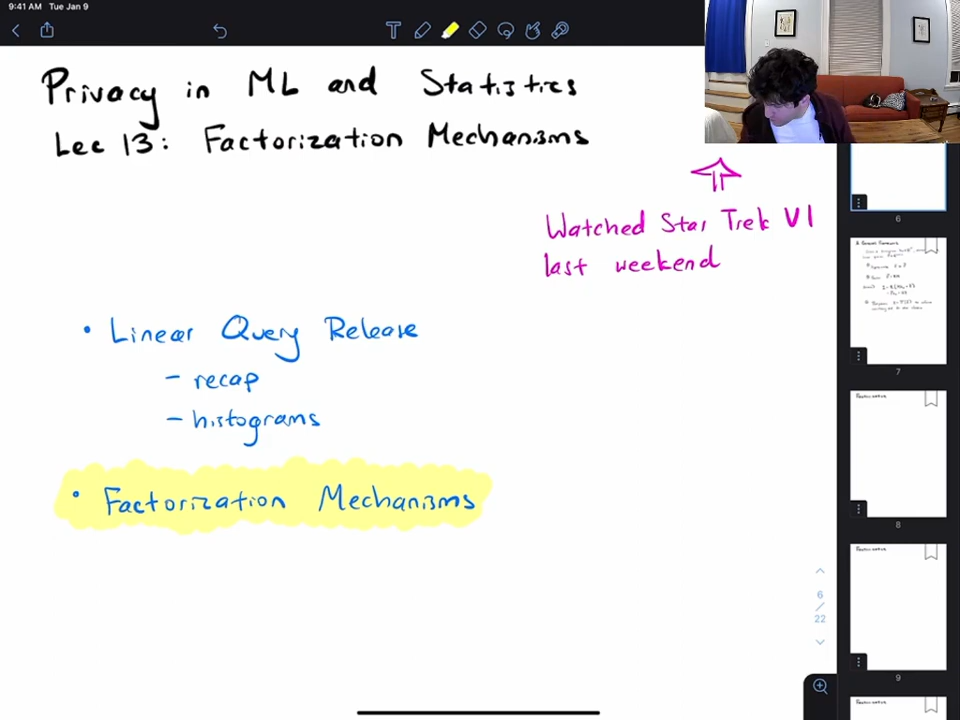 9:41 AM Tue Jan 9
Privacy in ML and Statistics
Lec 13: Factorization Mechanisms
Watched Star Trek VI
last weekend
• Linear Query Release
- recap
- histograms
• Factorization Mechanisms
6
/
22
6
7
8
9